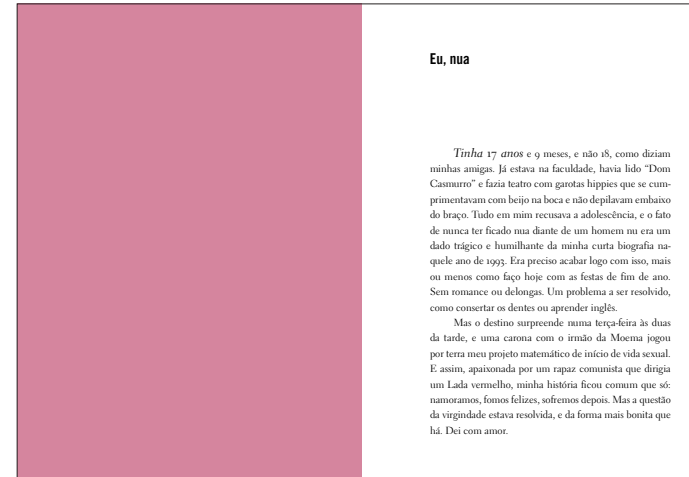 Eu, nua
Tinha 17 anos e 9 meses, e não 18, como diziam
minhas amigas. Já estava na faculdade, havia lido “Dom
Casmurro” e fazia teatro com garotas hippies que se cum-
primentavam com beijo na boca e não depilavam embaixo
do braço. Tudo em mim recusava a adolescência, e o fato
de nunca ter ficado nua diante de um homem nu era um
dado trágico e humilhante da minha curta biografia na-
quele ano de 1993. Era preciso acabar logo com isso, mais
ou menos como faço hoje com as festas de fim de ano.
Sem romance ou delongas. Um problema a ser resolvido,
como consertar os dentes ou aprender inglês.
Mas o destino surpreende numa terça-feira às duas
da tarde, e uma carona com o irmão da Moema jogou
por terra meu projeto matemático de início de vida sexual.
E assim, apaixonada por um rapaz comunista que dirigia
um Lada vermelho, minha história ficou comum que só:
namoramos, fomos felizes, sofremos depois. Mas a questão
da virgindade estava resolvida, e da forma mais bonita que
há. Dei com amor.